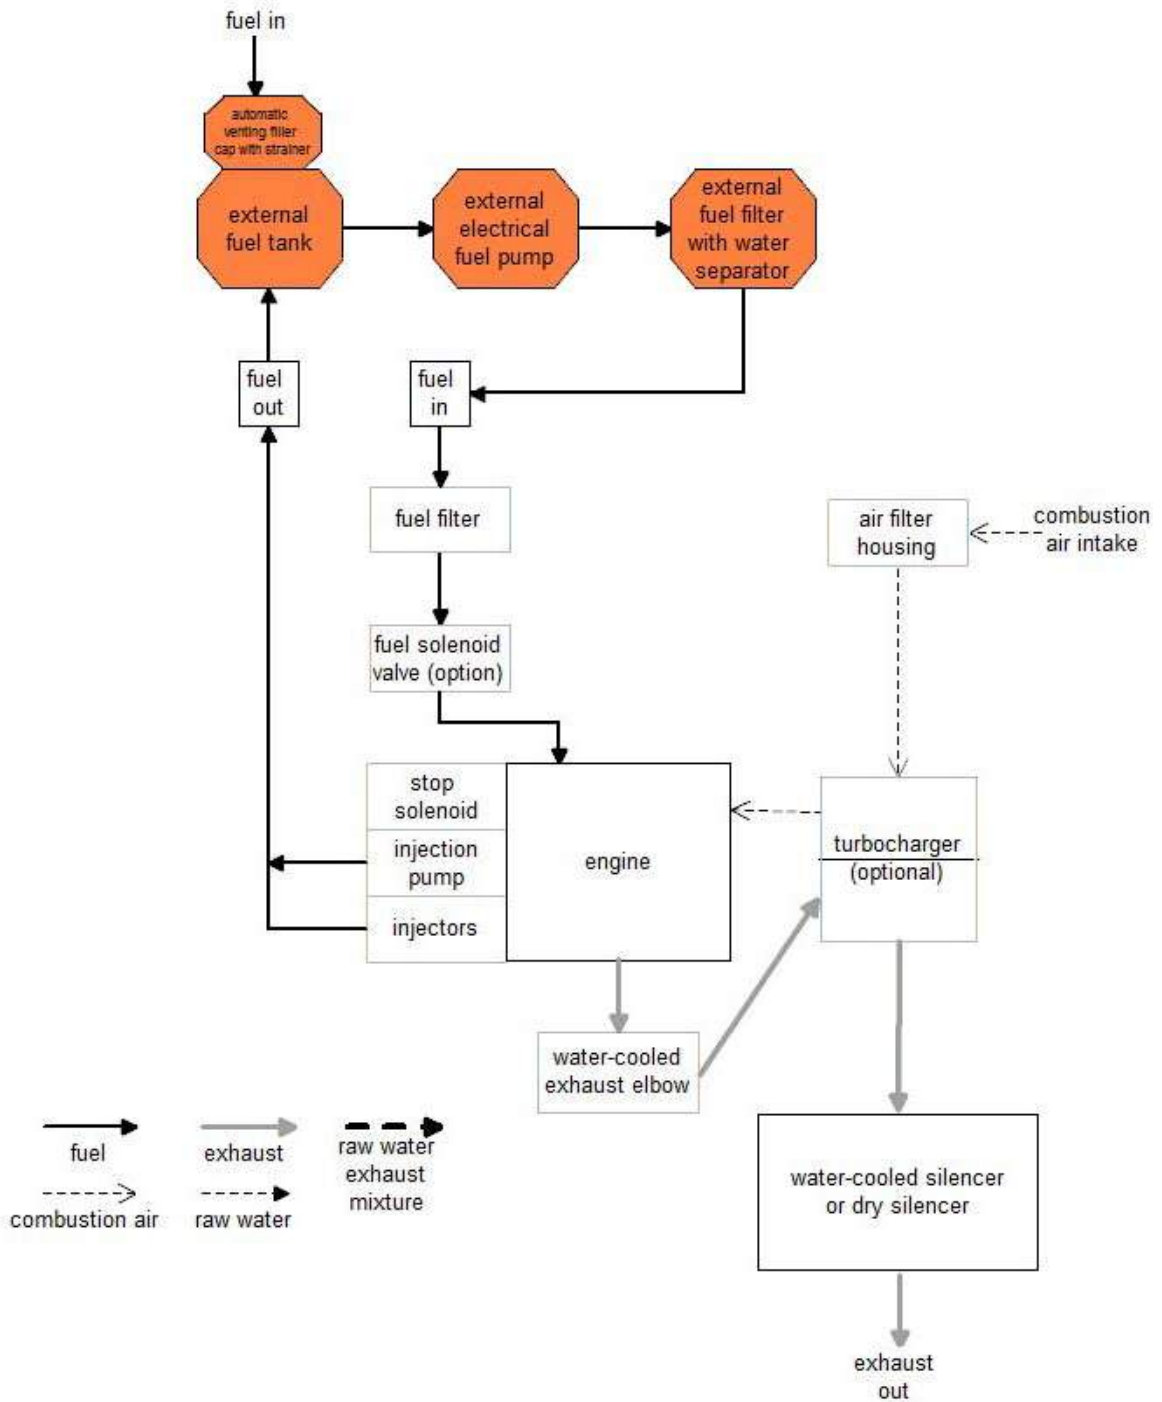 fuel in
automatic
venting filler
cap with strainer
external
fuel tank
external
electrical
fuel pump
external
fuel filter
with water
separator
fuel
out
fuel
in
fuel filter
air filter
housing
combustion
air intake
fuel solenoid
valve (option)
stop
solenoid
injection
pump
injectors
engine
turbocharger
(optional)
water-cooled
exhaust elbow
fuel
exhaust
raw water
exhaust
mixture
combustion air
raw water
water-cooled silencer
or dry silencer
exhaust
out